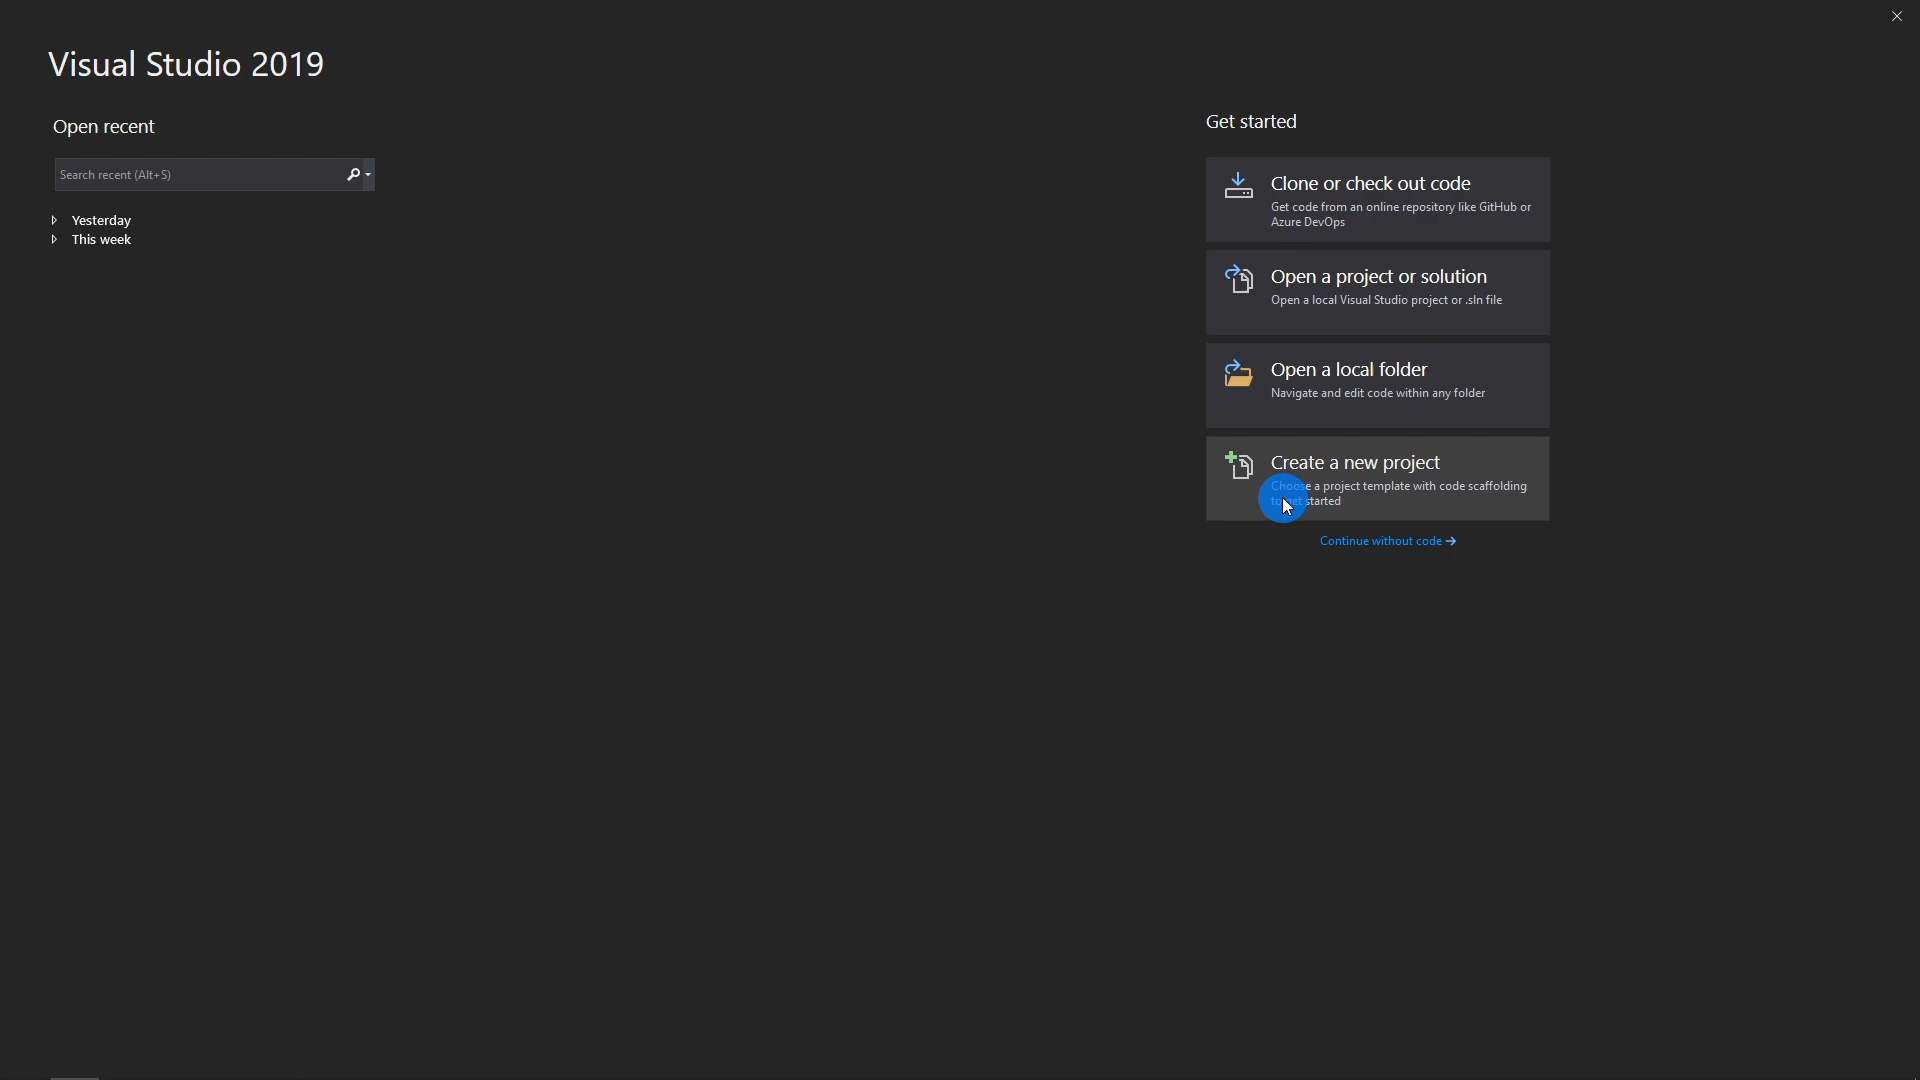 Visual Studio 2019
Open recent
Search recent (Alt+S)
Yesterday
This week
Get started
Clone or check out code
Get code from an online repository like GitHub or
Azure DevOps
Open a project or solution
Open a local Visual Studio project or .sln file
Open a local folder
Navigate and edit code within any folder
Create a new project
Choose a project template with code scaffolding
to get started
Continue without code